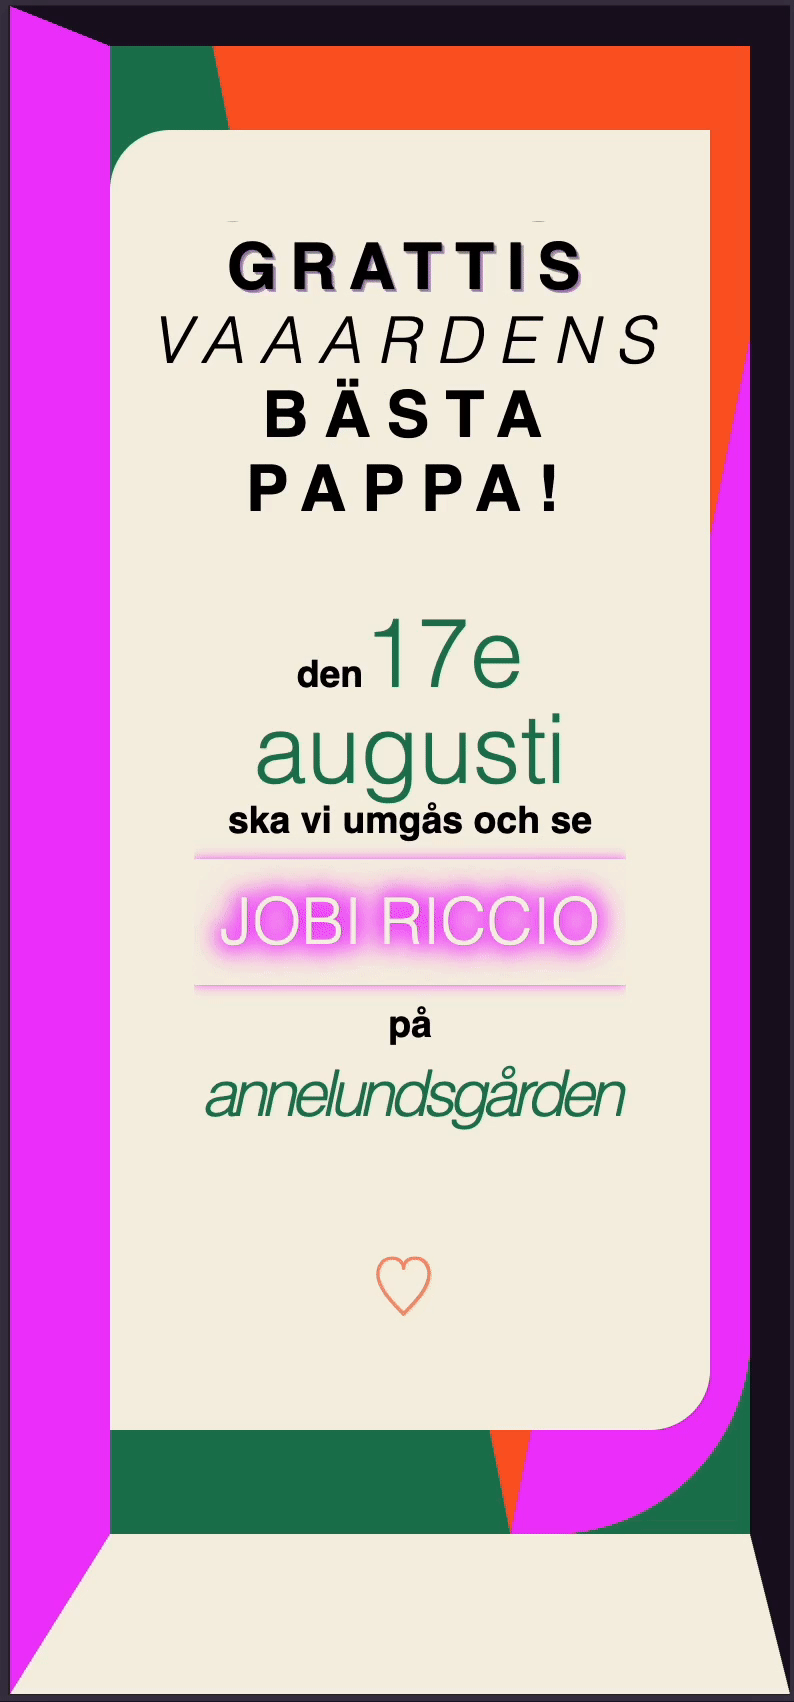 GRATTIS
VAAARDENS
BÄSTA
PAPPA!
den 17e
augusti
ska vi umgås och se
JOBI RICCIO
på
annelundsgården